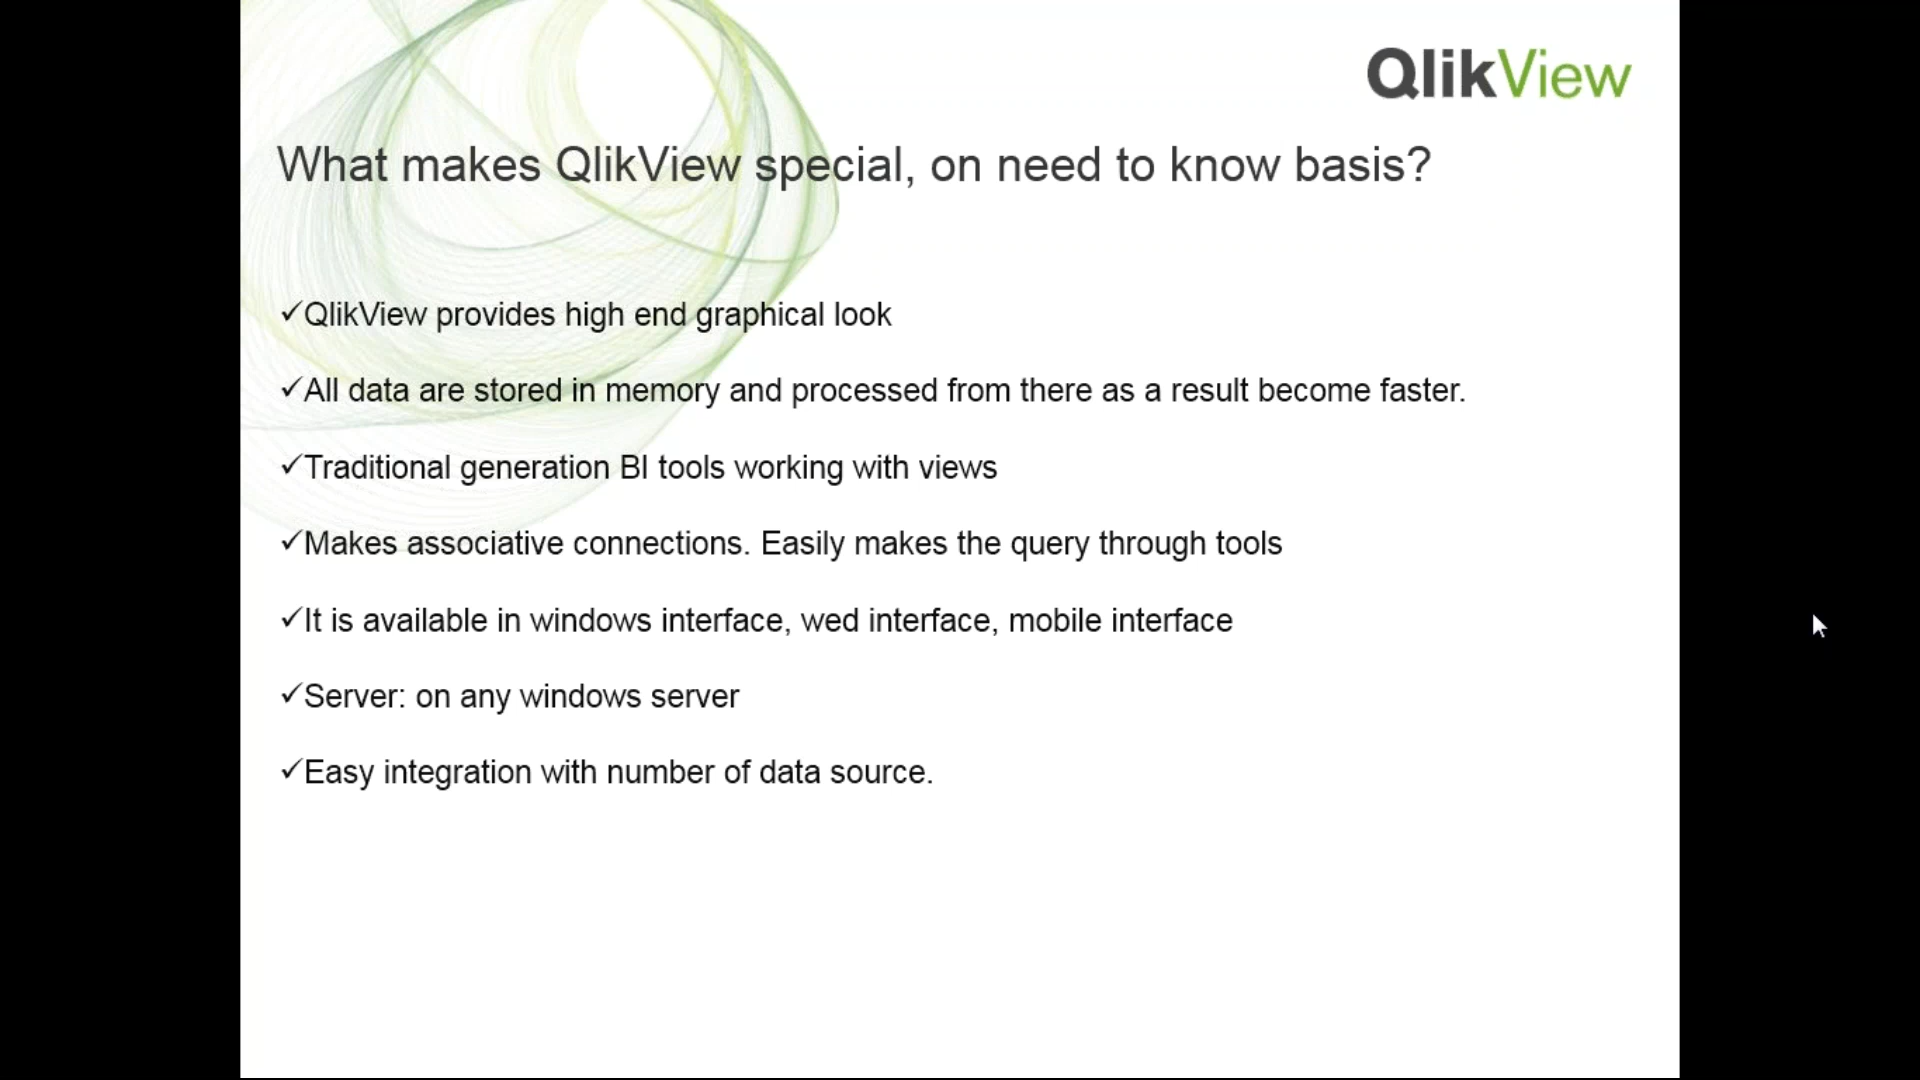 QlikView
What makes QlikView special, on need to know basis?
✓QlikView provides high end graphical look
✓All data are stored in memory and processed from there as a result become faster.
✓Traditional generation BI tools working with views
✓Makes associative connections. Easily makes the query through tools
✓It is available in windows interface, wed interface, mobile interface
✓Server: on any windows server
✓Easy integration with number of data source.